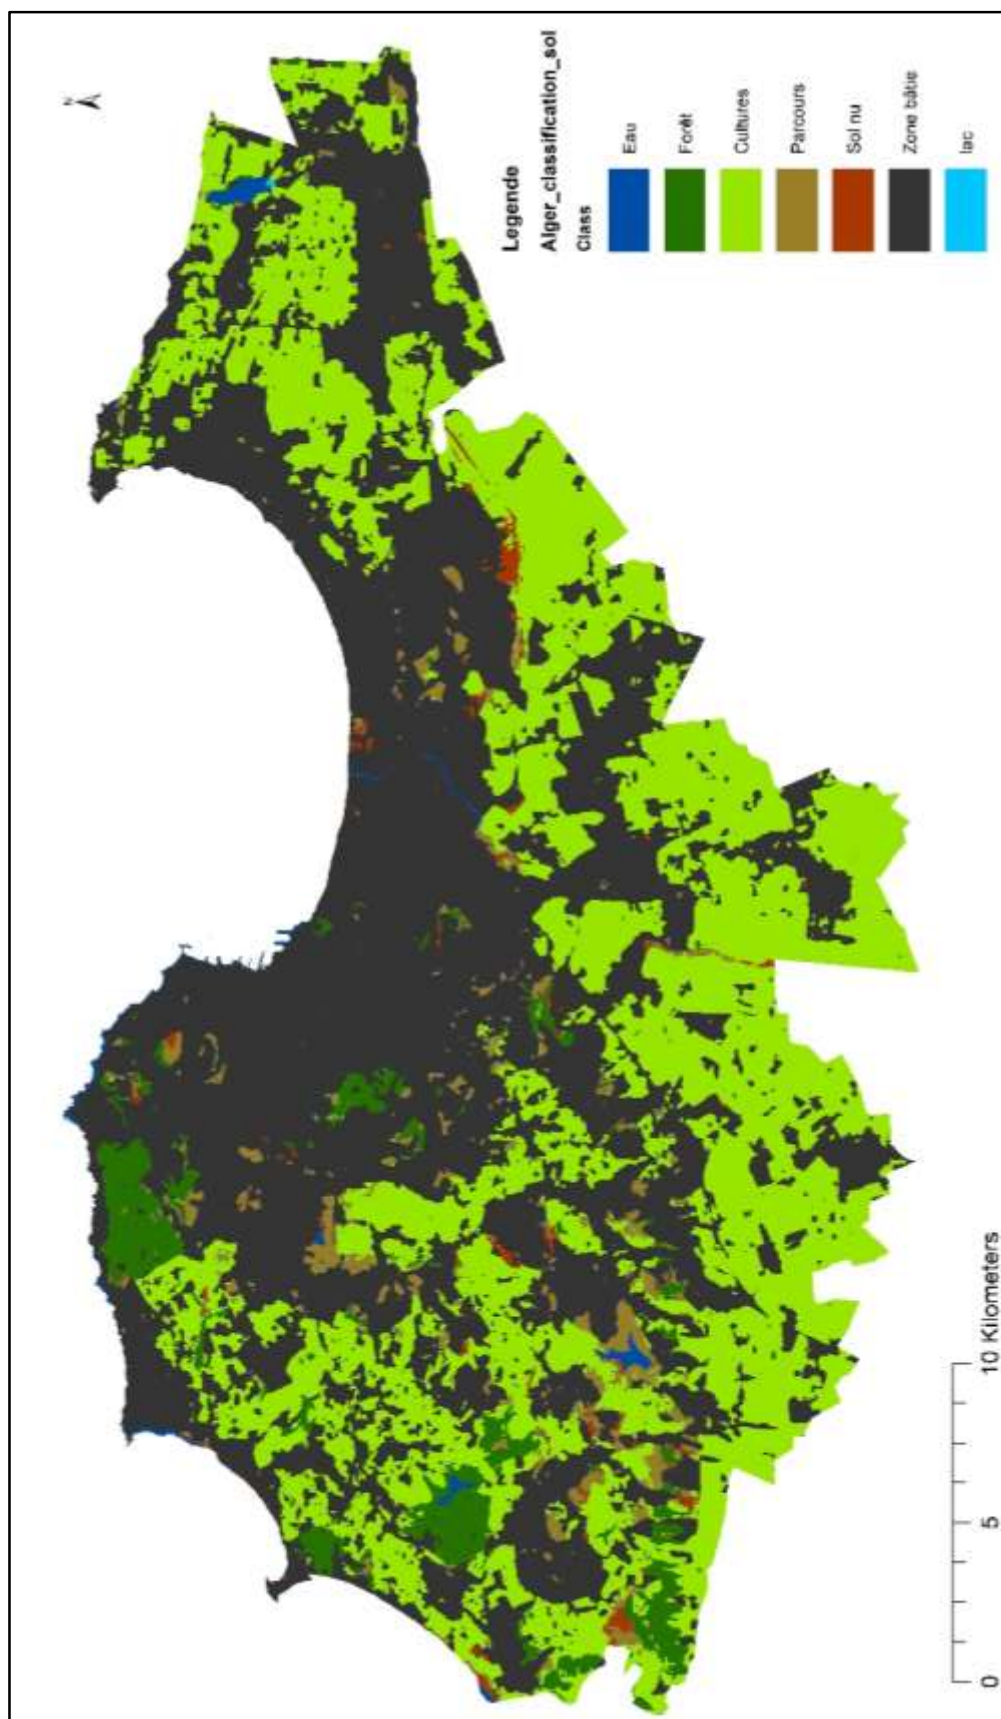 N
Legende
Alger_classification_sol
Class
Eau
Forêt
Cultures
Parcours
Sol nu
Zone bâtie
lac
0 5 10 Kilometers